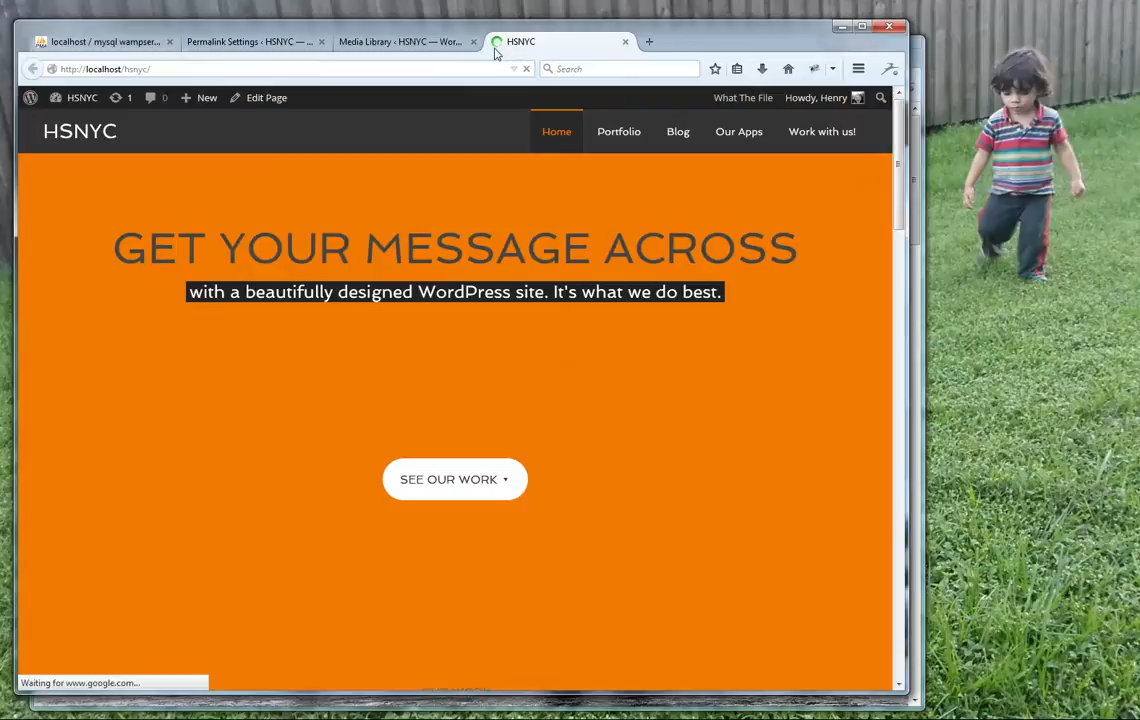 localhost / mysql wampser...
Permalink Settings ‹ HSNYC — ...
Media Library ‹ HSNYC — Wor...
HSNYC
http://localhost/hsnyc/
Search
HSNYC
1
0
New
Edit Page
What The File
Howdy, Henry
HSNYC
Home
Portfolio
Blog
Our Apps
Work with us!
GET YOUR MESSAGE ACROSS
with a beautifully designed WordPress site. It's what we do best.
SEE OUR WORK
Waiting for www.google.com...